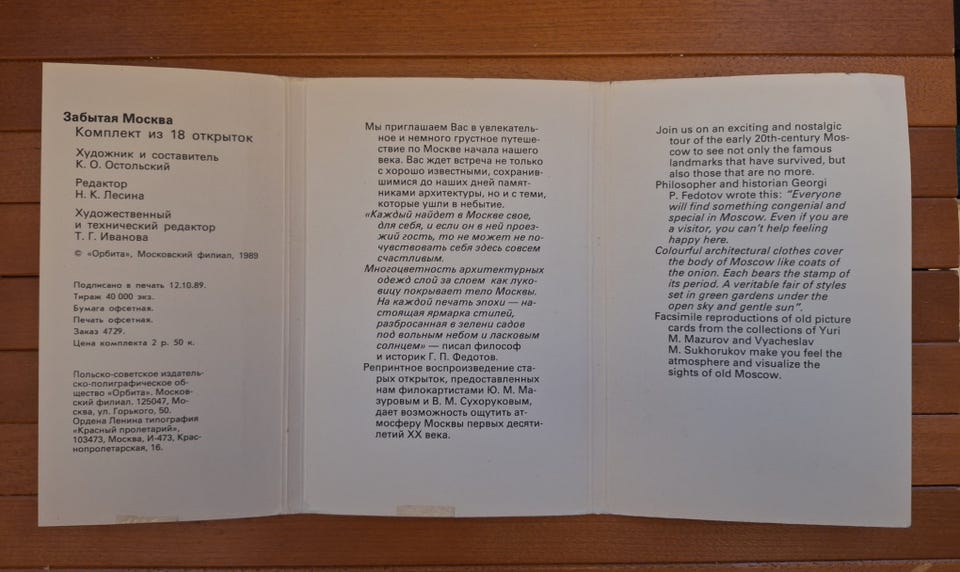 Забытая Москва
Комплект из 18 открыток
Художник и составитель
К. О. Остольский
Редактор
Н. К. Лесина
Художественный
и технический редактор
Т. Г. Иванова
© «Орбита», Московский филиал, 1989
Подписано в печать 12.10.89.
Тираж 40 000 экз.
Бумага офсетная.
Печать офсетная.
Заказ 4729.
Цена комплекта 2 р. 50 к.
Польско-советское издатель-
ско-полиграфическое об-
щество «Орбита». Москов-
ский филиал. 125047, Мо-
сква, ул. Горького, 50.
Ордена Ленина типография
«Красный пролетарий»,
103473, Москва, И-473, Крас-
нопролетарская, 16.
Мы приглашаем Вас в увлекатель-
ное и немного грустное путеше-
ствие по Москве начала нашего
века. Вас ждет встреча не только
с хорошо известными, сохранив-
шимися до наших дней памят-
никами архитектуры, но и с теми,
которые ушли в небытие.
«Каждый найдет в Москве свое,
для себя, и если он в ней проез-
жий гость, то не может не по-
чувствовать себя здесь совсем
счастливым.
Многоцветность архитектурных
одежд слой за слоем как луко-
вицу покрывает тело Москвы.
На каждой печать эпохи — на-
стоящая ярмарка стилей,
разбросанная в зелени садов
под вольным небом и ласковым
солнцем» — писал философ
и историк Г. П. Федотов.
Репринтное воспроизведение ста-
рых открыток, предоставленных
нам филокартистами Ю. М. Ма-
зуровым и В. М. Сухоруковым,
дает возможность ощутить ат-
мосферу Москвы первых десяти-
летий XX века.
Join us on an exciting and nostalgic
tour of the early 20th-century Mos-
cow to see not only the famous
landmarks that have survived, but
also those that are no more.
Philosopher and historian Georgi
P. Fedotov wrote this: "Everyone
will find something congenial and
special in Moscow. Even if you are
a visitor, you can't help feeling
happy here.
Colourful architectural clothes cover
the body of Moscow like coats of
the onion. Each bears the stamp of
its period. A veritable fair of styles
set in green gardens under the
open sky and gentle sun".
Facsimile reproductions of old picture
cards from the collections of Yuri
M. Mazurov and Vyacheslav
M. Sukhorukov make you feel the
atmosphere and visualize the
sights of old Moscow.